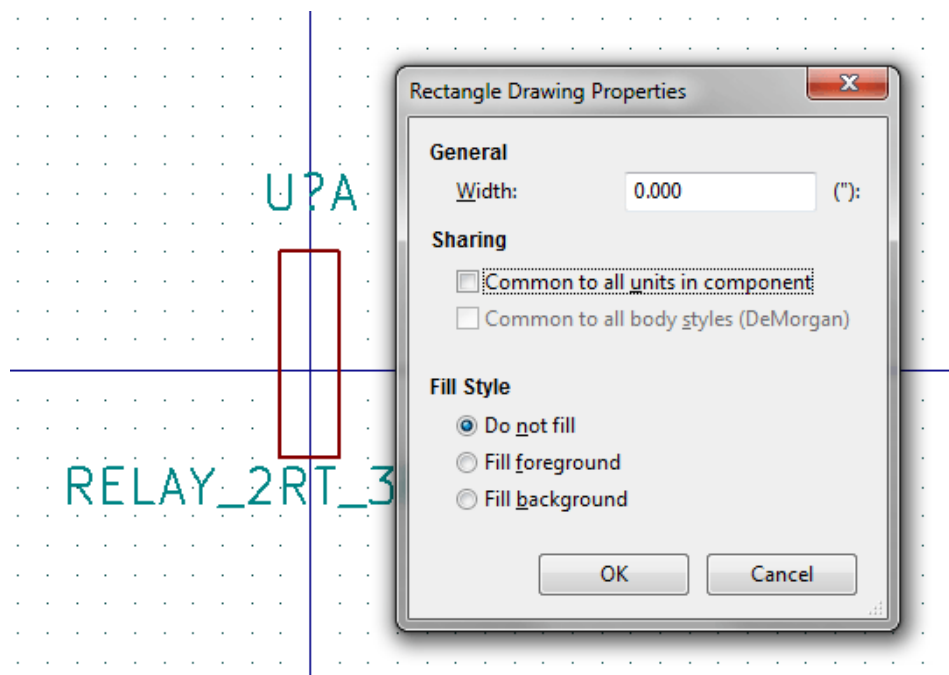 U?A
RELAY_2RT_3
Rectangle Drawing Properties
General
Width: 0.000 ("):
Sharing
Common to all units in component
Common to all body styles (DeMorgan)
Fill Style
Do not fill
Fill foreground
Fill background
OK Cancel